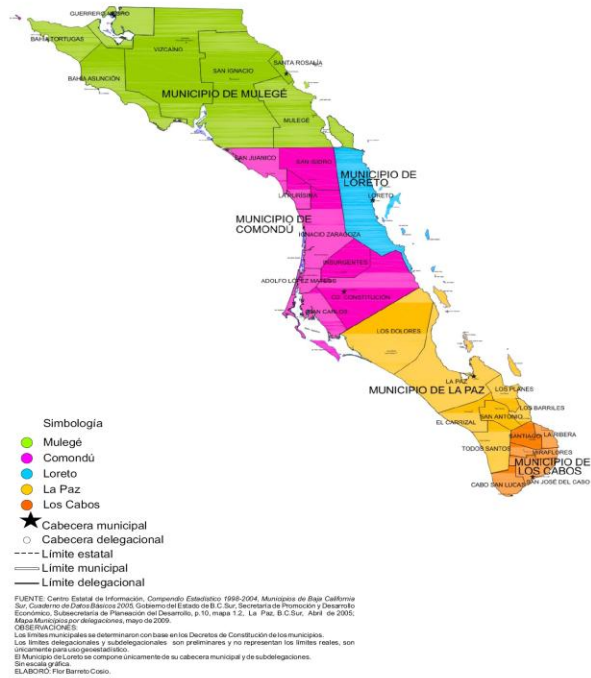 GUERRERO NEGRO
BAHÍA TORTUGAS
VIZCAÍNO
SANTA ROSALÍA
SAN IGNACIO
BAHÍA ASUNCIÓN
MUNICIPIO DE MULEGÉ
MULEGÉ
SAN JUANICO
SAN ISIDRO
MUNICIPIO DE
LORETO
LORETO
LA PURÍSIMA
MUNICIPIO DE
COMONDÚ
IGNACIO ZARAGOZA
INSURGENTES
ADOLFO LÓPEZ MATEOS
CD. CONSTITUCIÓN
SAN CARLOS
LOS DOLORES
LA PAZ
MUNICIPIO DE LA PAZ
LOS PLANES
LOS BARRILES
SAN ANTONIO
EL CARRIZAL
SANTIAGO
LA RIBERA
TODOS SANTOS
MIRAFLORES
MUNICIPIO DE
LOS CABOS
CABO SAN LUCAS
SAN JOSÉ DEL CABO
Simbología
Mulegé
Comondú
Loreto
La Paz
Los Cabos
Cabecera municipal
Cabecera delegacional
Límite estatal
Límite municipal
Límite delegacional
FUENTE: Centro Estatal de Información, Compendio Estadístico 1998-2004, Municipios de Baja California
Sur, Cuaderno de Datos Básicos 2005, Gobierno del Estado de B.C.Sur, Secretaría de Promoción y Desarrollo
Económico, Subsecretaría de Planeación del Desarrollo, p.10, mapa 1.2, La Paz, B.C.Sur, Abril de 2005;
Mapa Municipios por delegaciones, mayo de 2009.
OBSERVACIONES:
Los límites municipales se determinaron con base en los Decretos de Constitución de los municipios.
Los límites delegacionales y subdelegacionales son preliminares y no representan los límites reales, son
únicamente para uso geoestadístico.
El Municipio de Loreto se compone únicamente de su cabecera municipal y de subdelegaciones.
Sin escala gráfica.
ELABORÓ: Flor Barreto Cosio.